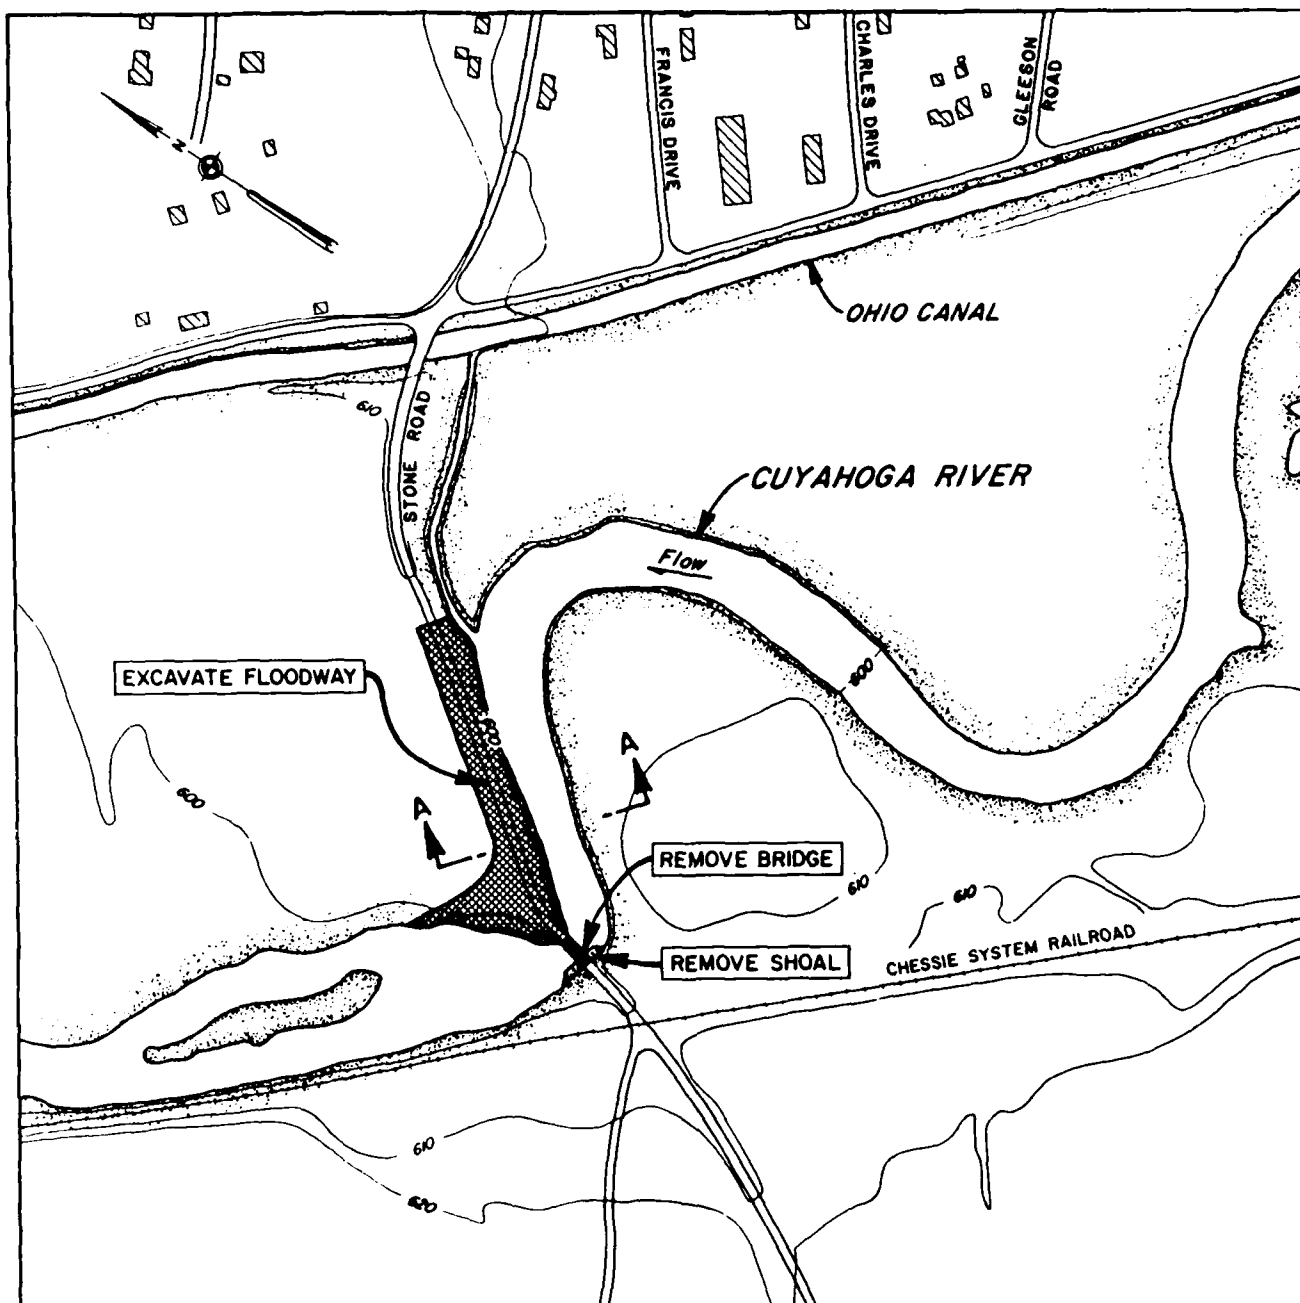 FRANCIS DRIVE
CHARLES DRIVE
GLEESON
ROAD
N
OHIO CANAL
610
STONE ROAD
CUYAHOGA RIVER
Flow
600
EXCAVATE FLOODWAY
600
A
600
A
REMOVE BRIDGE
610
610
REMOVE SHOAL
CHESSIE SYSTEM RAILROAD
610
620